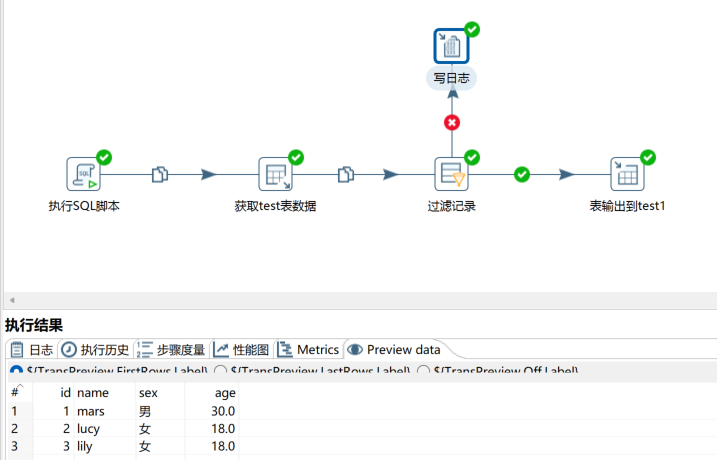 写日志
SQL
执行SQL脚本
获取test表数据
过滤记录
表输出到test1
执行结果
日志 执行历史 步骤度量 性能图 Metrics Preview data
${TransPreview.FirstRows.Label} ${TransPreview.LastRows.Label} ${TransPreview.Off.Label}
# id name sex age
1 1 mars 男 30.0
2 2 lucy 女 18.0
3 3 lily 女 18.0